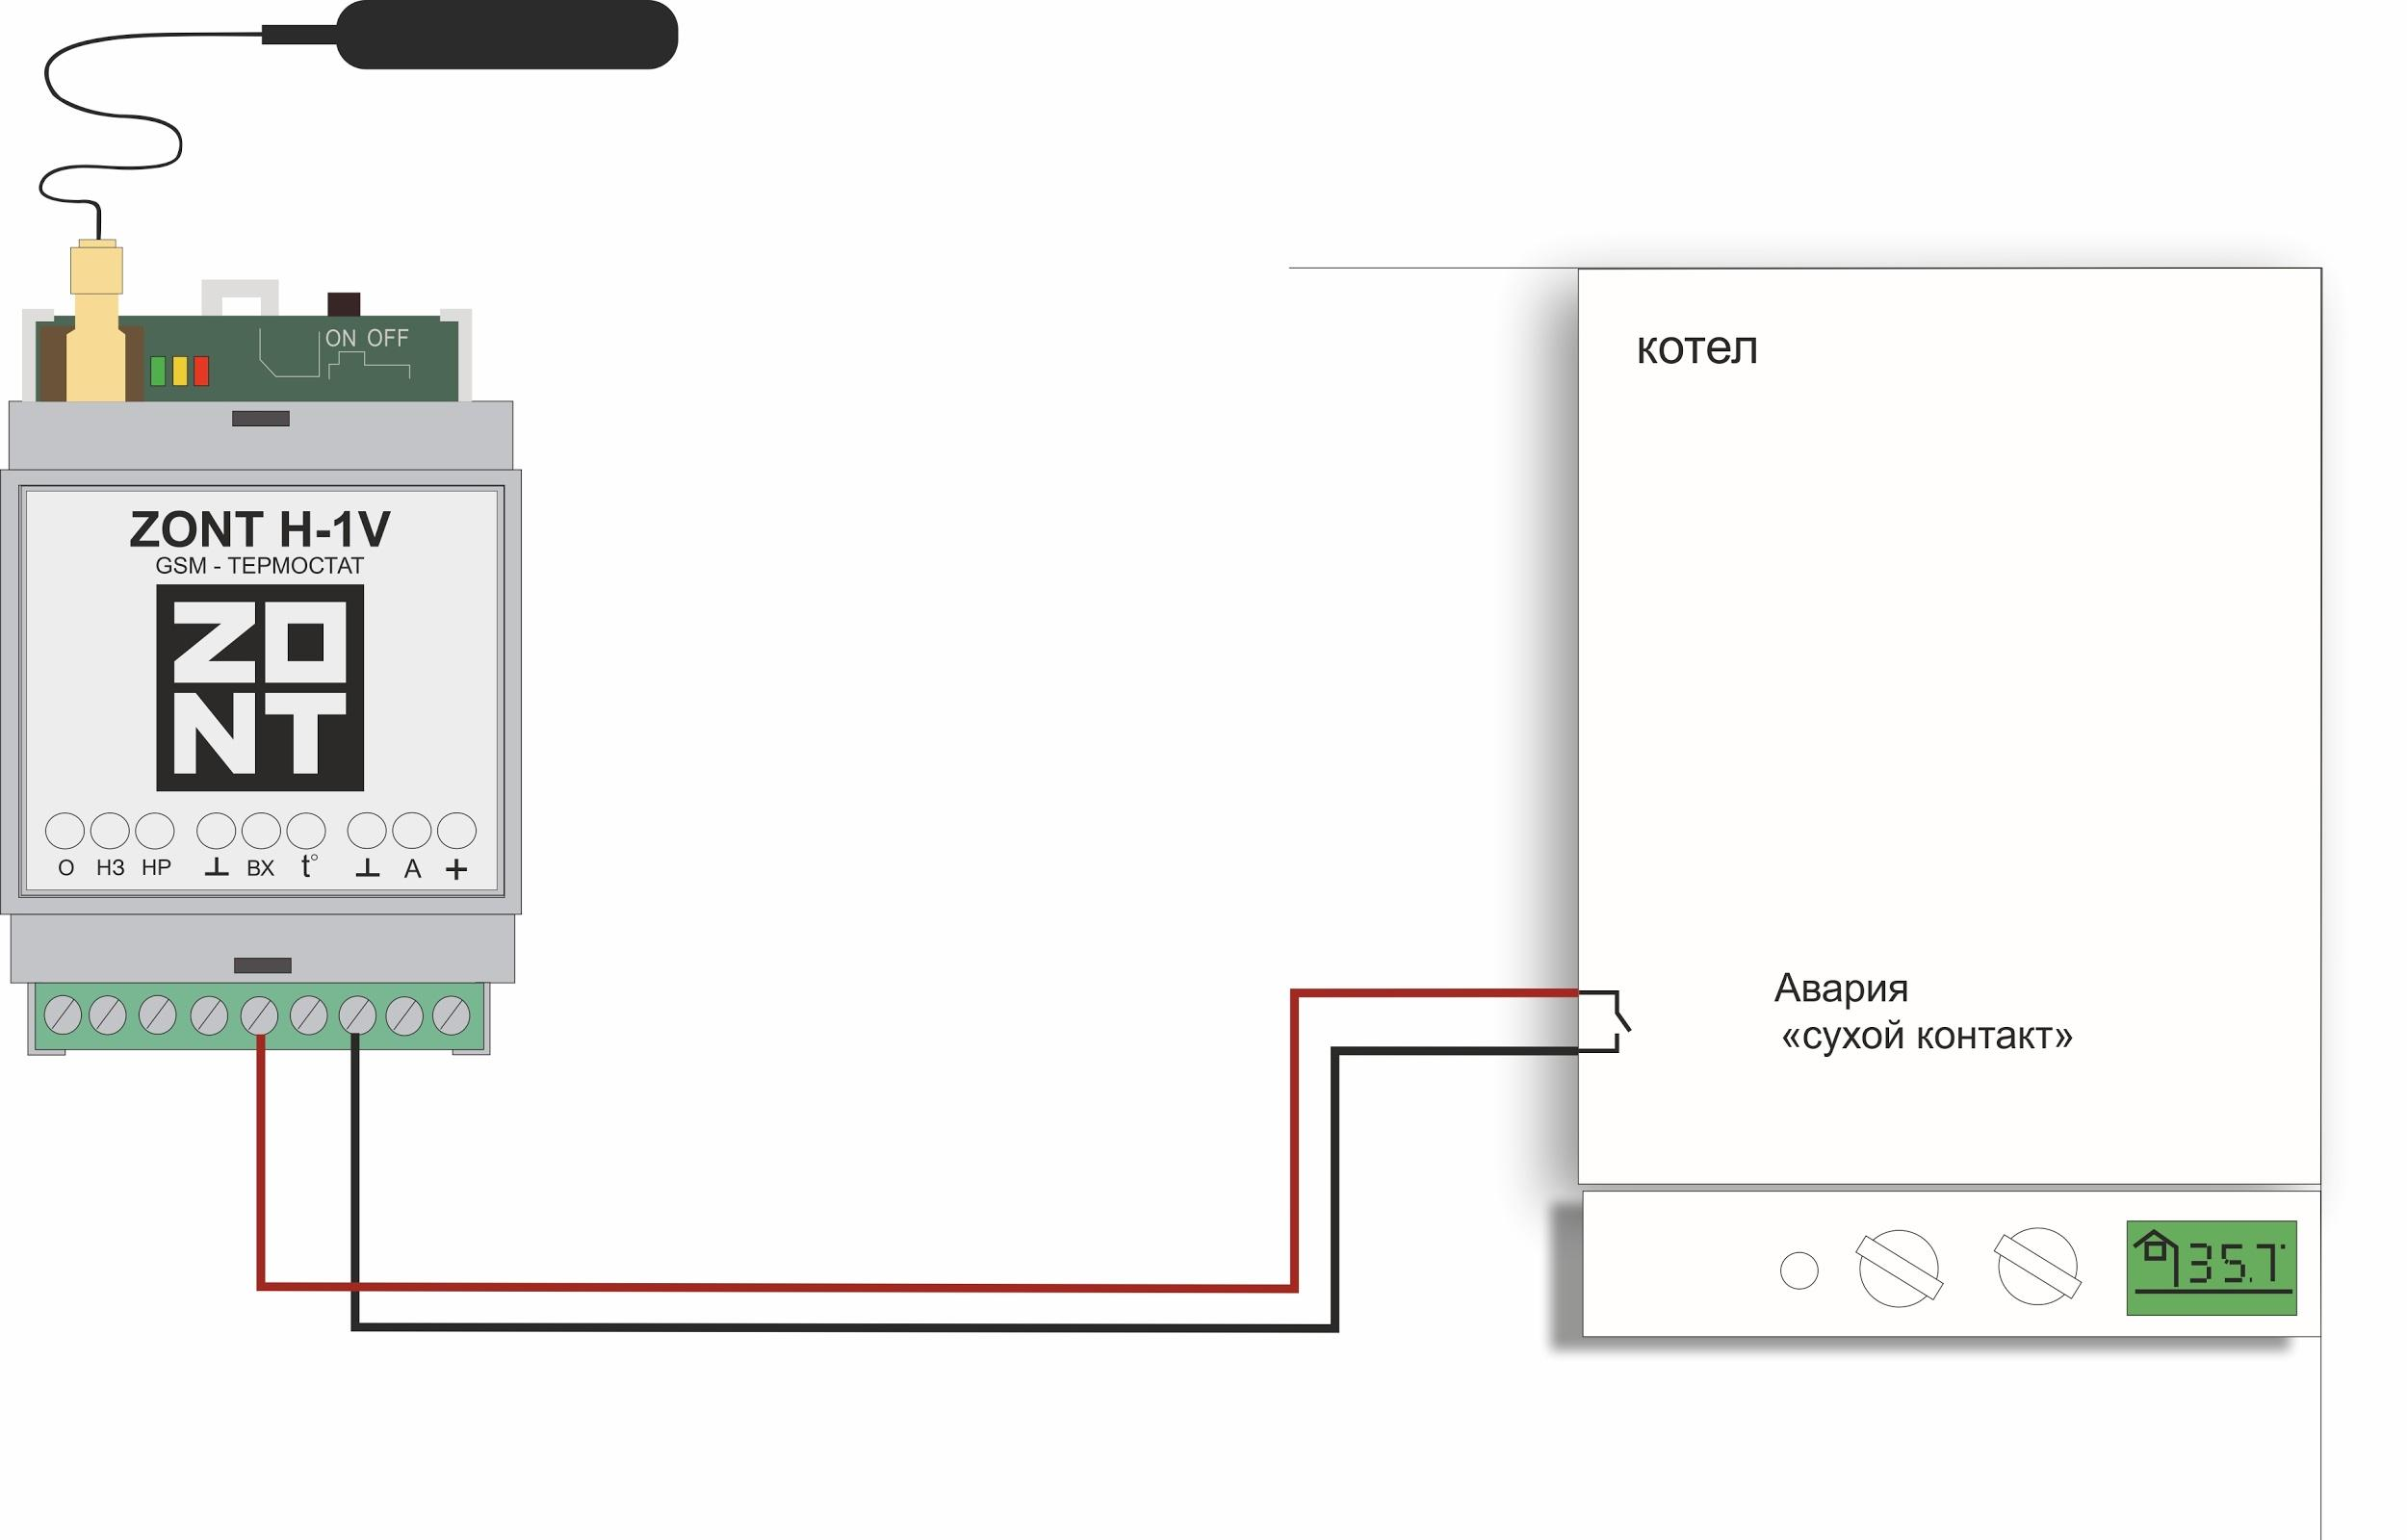 ON OFF
ZONT H-1V
GSM - ТЕРМОСТАТ
ZO
NT
О НЗ НР ⊥ ВХ t° ⊥ А +
котел
Авария
«сухой контакт»
35.7°